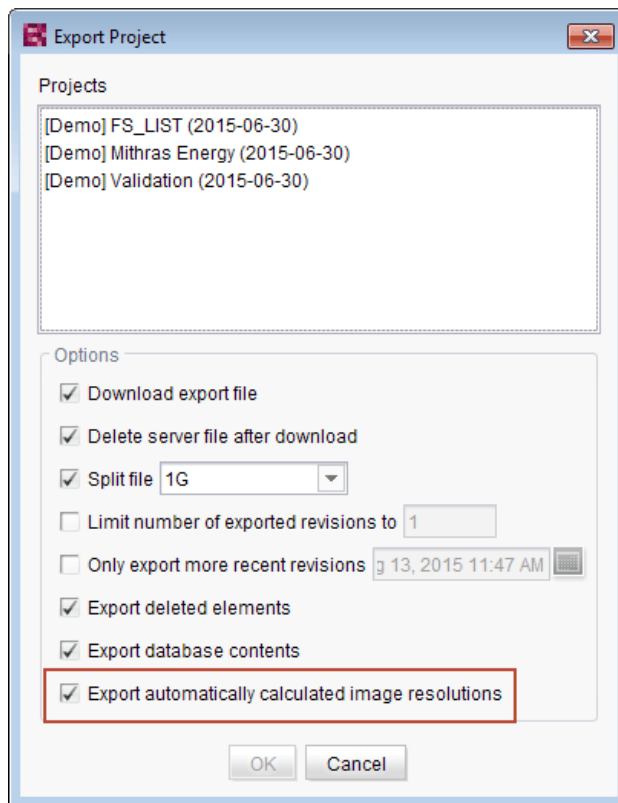 Export Project
Projects
[Demo] FS_LIST (2015-06-30)
[Demo] Mithras Energy (2015-06-30)
[Demo] Validation (2015-06-30)
Options
Download export file
Delete server file after download
Split file 1G
Limit number of exported revisions to 1
Only export more recent revisions g 13, 2015 11:47 AM
Export deleted elements
Export database contents
Export automatically calculated image resolutions
OK Cancel